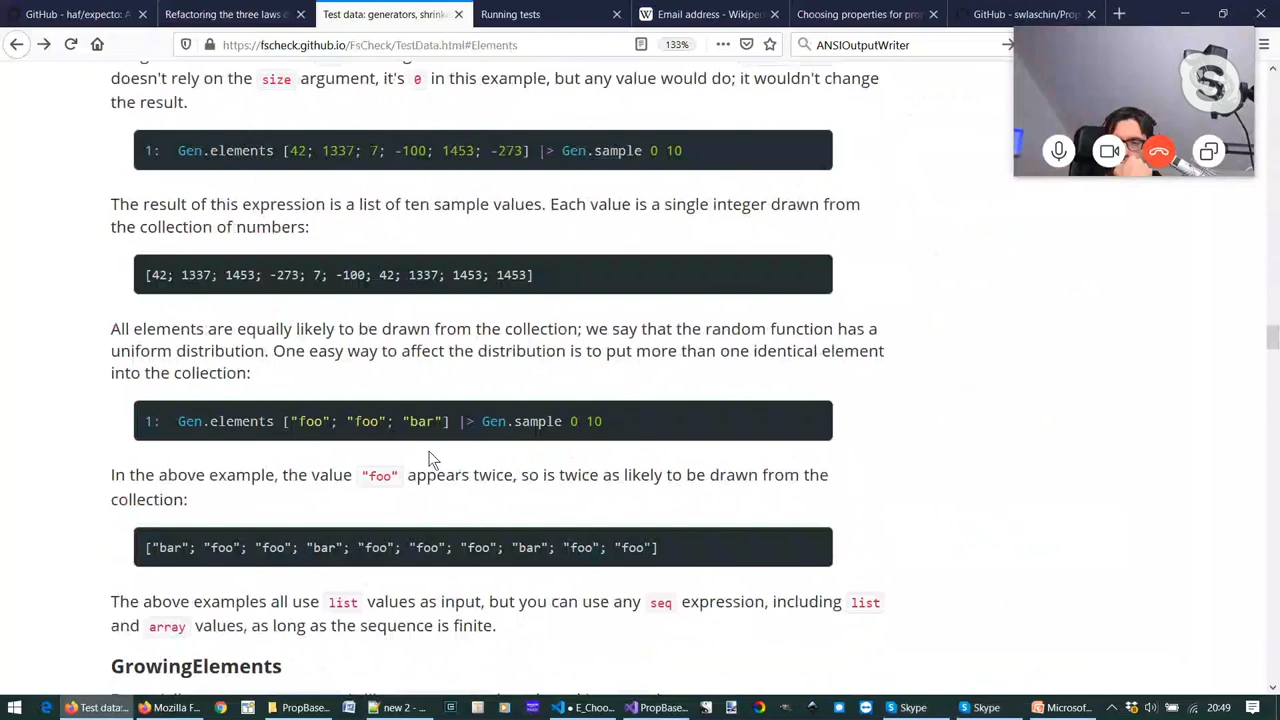 GitHub - haf/expecto: A
Refactoring the three laws
Test data: generators, shrink
Running tests
Email address - Wikipe
Choosing properties for pro
GitHub - swlaschin/Prop
https://fscheck.github.io/FsCheck/TestData.html#Elements
133%
ANSIOutputWriter
doesn't rely on the size argument, it's 0 in this example, but any value would do; it wouldn't change
the result.
1: Gen.elements [42; 1337; 7; -100; 1453; -273] |> Gen.sample 0 10
The result of this expression is a list of ten sample values. Each value is a single integer drawn from
the collection of numbers:
[42; 1337; 1453; -273; 7; -100; 42; 1337; 1453; 1453]
All elements are equally likely to be drawn from the collection; we say that the random function has a
uniform distribution. One easy way to affect the distribution is to put more than one identical element
into the collection:
1: Gen.elements ["foo"; "foo"; "bar"] |> Gen.sample 0 10
In the above example, the value "foo" appears twice, so is twice as likely to be drawn from the
collection:
["bar"; "foo"; "foo"; "bar"; "foo"; "foo"; "foo"; "bar"; "foo"; "foo"]
The above examples all use list values as input, but you can use any seq expression, including list
and array values, as long as the sequence is finite.
GrowingElements
Test data:...
Mozilla F...
PropBase...
new 2 - ...
E_Choo...
PropBas...
Skype
Skype
Microsof...
20:49